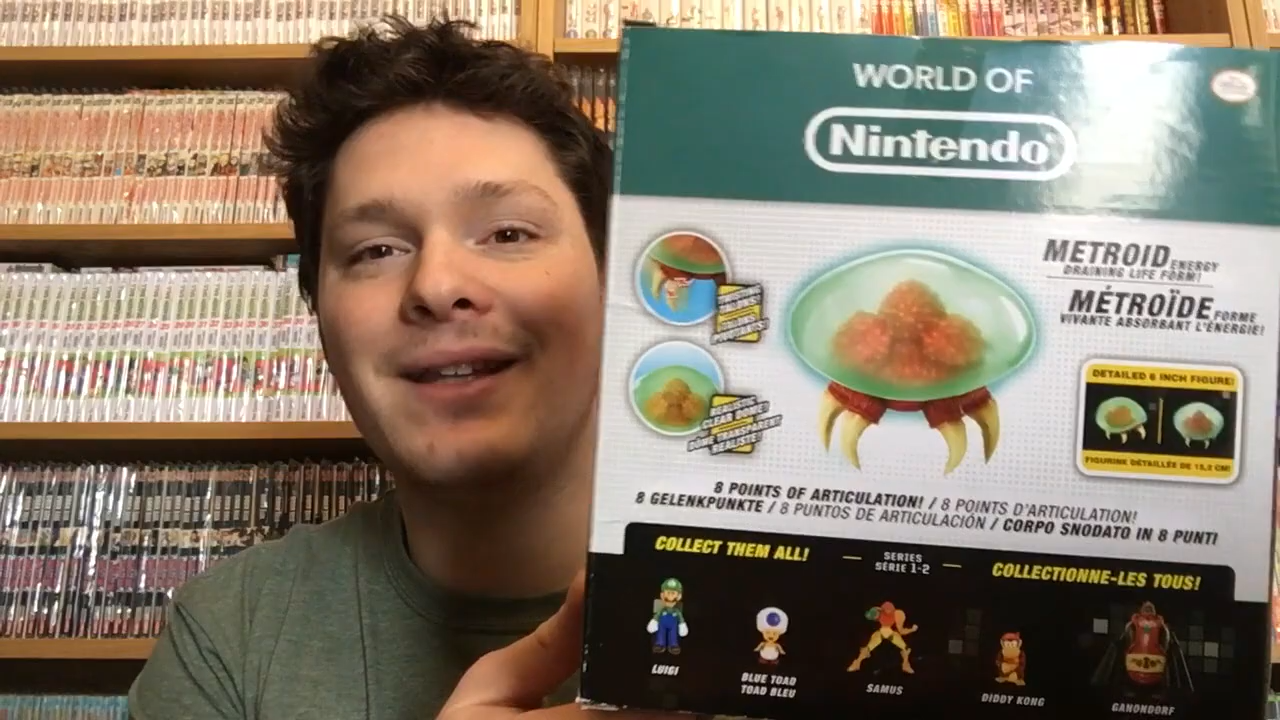 WORLD OF
Nintendo
METROID ENERGY
DRAINING LIFE FORM!
MÉTROÏDE FORME
VIVANTE ABSORBANT L'ÉNERGIE!
REALISTIC
CLEAR DOME!
DÔME TRANSPARENT
RÉALISTE!
DETAILED 6 INCH FIGURE!
FIGURINE DÉTAILLÉE DE 15,2 CM!
8 POINTS OF ARTICULATION! / 8 POINTS D'ARTICULATION!
8 GELENKPUNKTE / 8 PUNTOS DE ARTICULACIÓN / CORPO SNODATO IN 8 PUNTI
COLLECT THEM ALL!
SERIES
SÉRIE 1-2
COLLECTIONNE-LES TOUS!
LUIGI
BLUE TOAD
TOAD BLEU
SAMUS
DIDDY KONG
GANONDORF